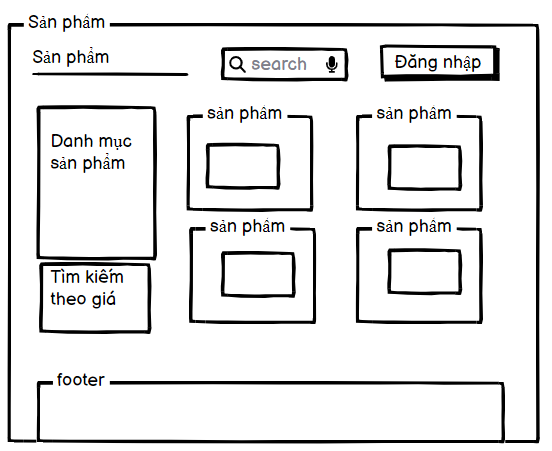 Sản phẩm
Sản phẩm
search
Đăng nhập
Danh mục
sản phẩm
sản phẩm
sản phẩm
sản phẩm
sản phẩm
Tìm kiếm
theo giá
footer